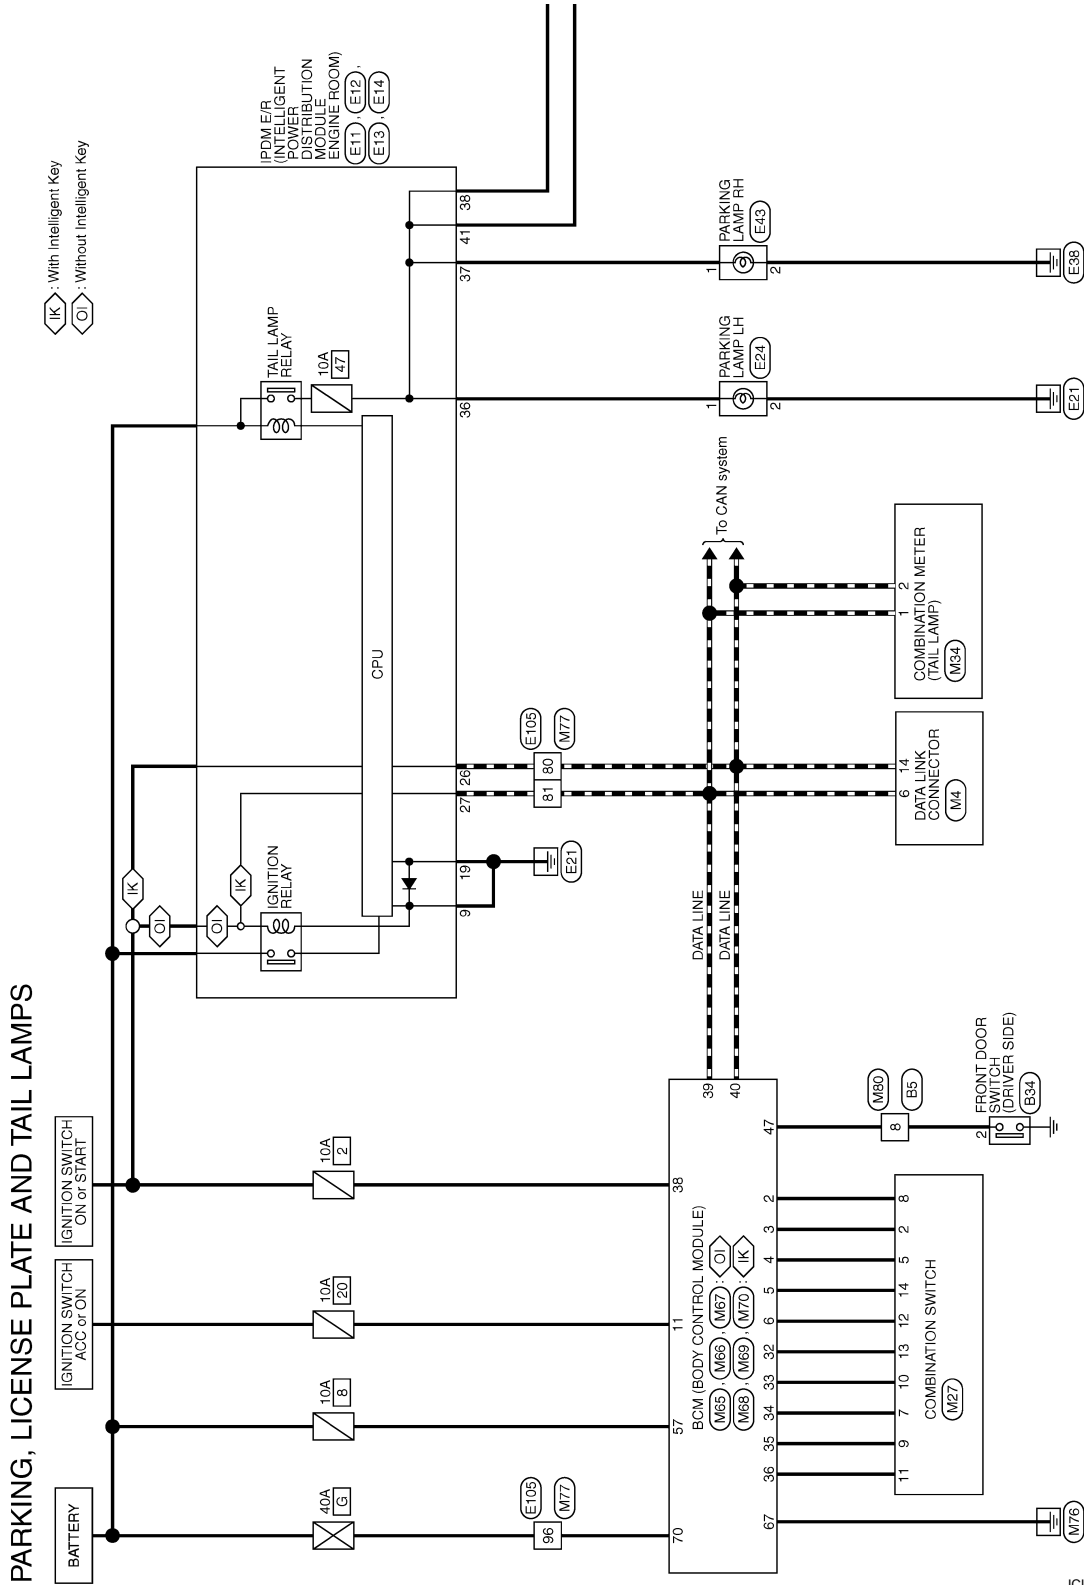 PARKING, LICENSE PLATE AND TAIL LAMPS
IK : With Intelligent Key
OI : Without Intelligent Key
BATTERY
IGNITION SWITCH
ACC or ON
IGNITION SWITCH
ON or START
40A
G
10A
8
10A
20
10A
2
E105
M77
96
70
57
11
38
BCM (BODY CONTROL MODULE)
M65 , M66 , M67 : OI
M68 , M69 , M70 : IK
39
40
67
36
35
34
33
32
6
5
4
3
2
47
M76
11
9
7
10
13
12
14
5
2
8
COMBINATION SWITCH
M27
M80
B5
8
2
FRONT DOOR
SWITCH
(DRIVER SIDE)
B34
IK
OI
OI
IK
IGNITION
RELAY
CPU
TAIL LAMP
RELAY
10A
47
IPDM E/R
(INTELLIGENT
POWER
DISTRIBUTION
MODULE
ENGINE ROOM)
E11 , E12 ,
E13 , E14
9
19
27
26
36
37
41
38
E21
E105
M77
81
80
DATA LINE
DATA LINE
To CAN system
6
14
DATA LINK
CONNECTOR
M4
1
2
COMBINATION METER
(TAIL LAMP)
M34
1
2
PARKING
LAMP LH
E24
E21
1
2
PARKING
LAMP RH
E43
E38